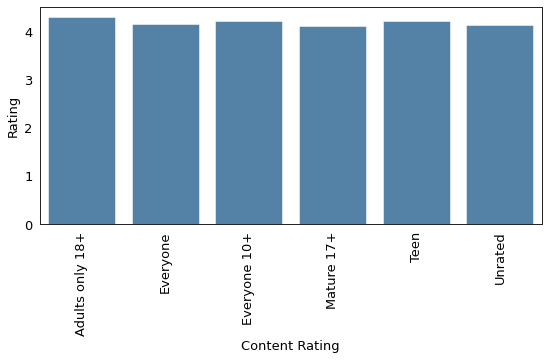 4
3
2
1
0
Rating
Adults only 18+
Everyone
Everyone 10+
Mature 17+
Teen
Unrated
Content Rating